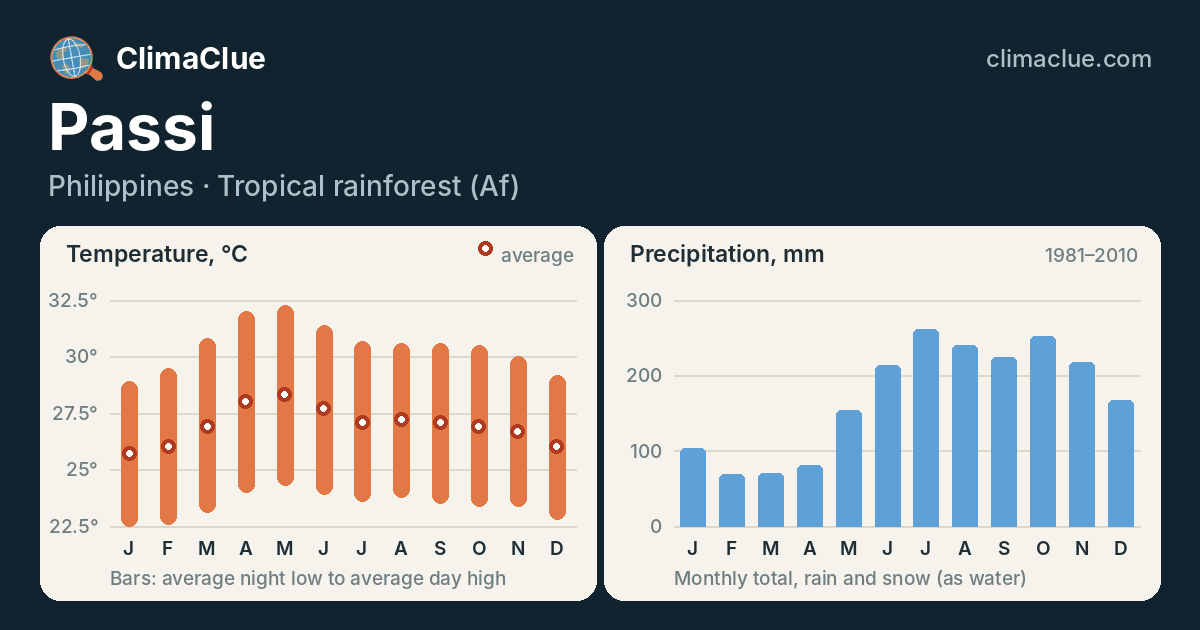 ClimaClue
climaclue.com
Passi
Philippines · Tropical rainforest (Af)
Temperature, °C
average
32.5°
30°
27.5°
25°
22.5°
J F M A M J J A S O N D
Bars: average night low to average day high
Precipitation, mm
1981–2010
300
200
100
0
J F M A M J J A S O N D
Monthly total, rain and snow (as water)